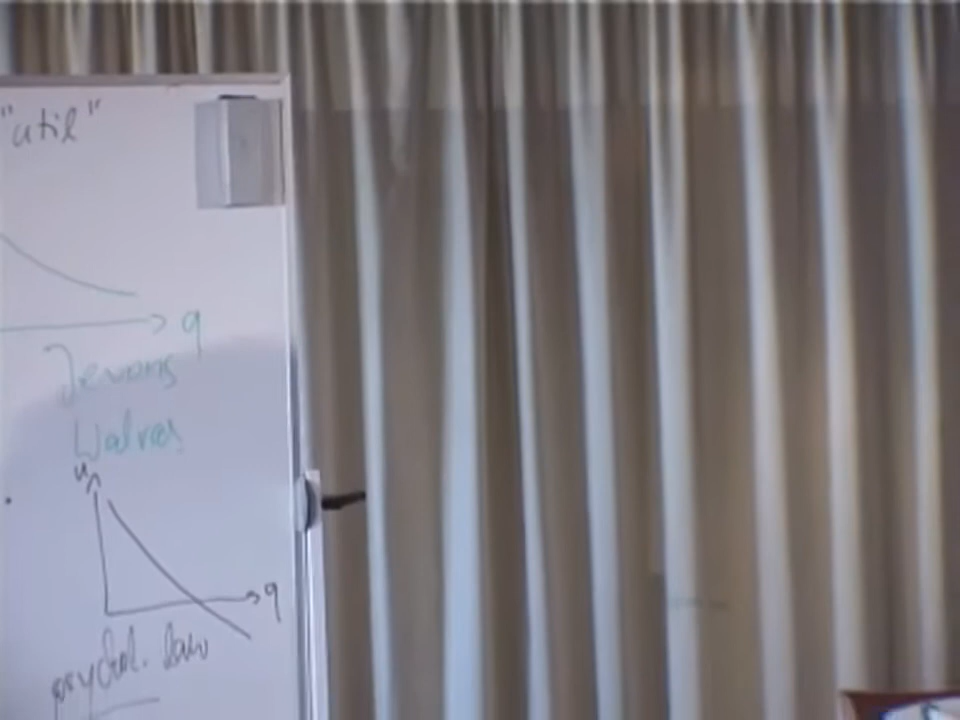 "util"
q
Jevons
Walras
u
q
psychol. law